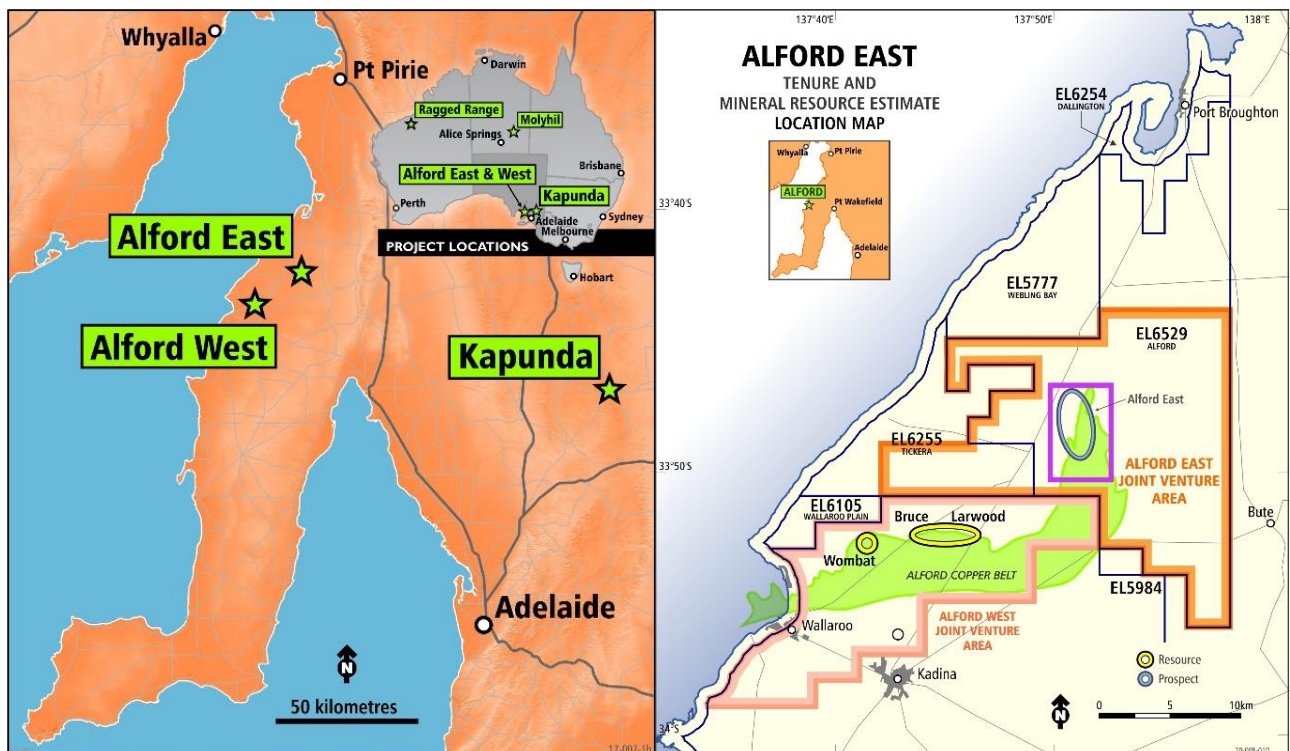 Whyalla
Pt Pirie
Darwin
Ragged Range
Molyhil
Alice Springs
Alford East & West
Brisbane
Kapunda
Perth
Adelaide
Sydney
Melbourne
PROJECT LOCATIONS
Hobart
Alford East
Alford West
Kapunda
Adelaide
N
50 kilometres
137°40'E
137°50'E
138°E
ALFORD EAST
TENURE AND
MINERAL RESOURCE ESTIMATE
LOCATION MAP
Whyalla
Pt Pirie
ALFORD
Pt Wakefield
Adelaide
EL6254
DALLINGTON
Port Broughton
33°40'S
EL5777
WEBLING BAY
EL6529
ALFORD
Alford East
EL6255
TICKERA
33°50'S
ALFORD EAST
JOINT VENTURE
AREA
EL6105
WALLAROO PLAIN
Bruce
Larwood
Bute
Wombat
ALFORD COPPER BELT
EL5984
ALFORD WEST
JOINT VENTURE
AREA
Wallaroo
Kadina
Resource
Prospect
N
0 5 10km
34°S